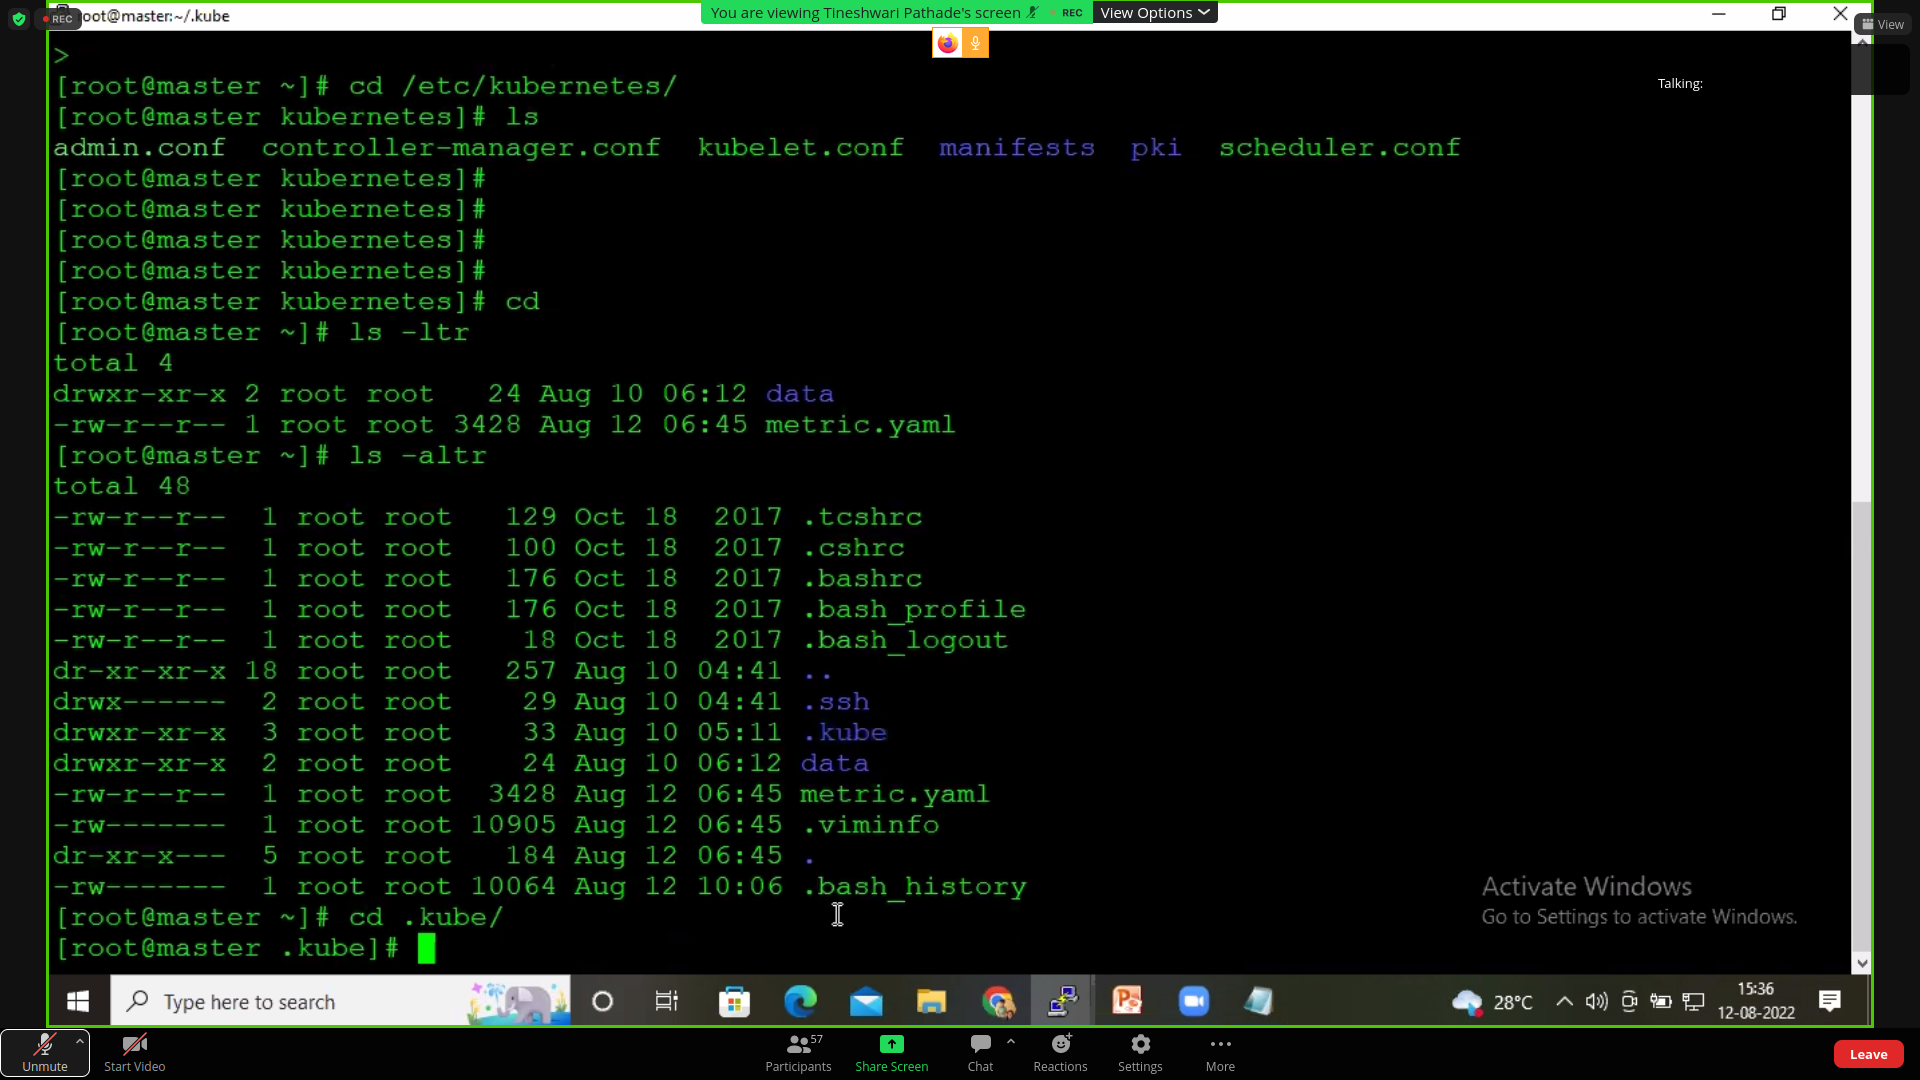 REC
root@master:~/.kube
You are viewing Tineshwari Pathade's screen
REC
View Options
View
Talking:
>
[root@master ~]# cd /etc/kubernetes/
[root@master kubernetes]# ls
admin.conf  controller-manager.conf  kubelet.conf  manifests  pki  scheduler.conf
[root@master kubernetes]#
[root@master kubernetes]#
[root@master kubernetes]#
[root@master kubernetes]#
[root@master kubernetes]# cd
[root@master ~]# ls -ltr
total 4
drwxr-xr-x 2 root root   24 Aug 10 06:12 data
-rw-r--r-- 1 root root 3428 Aug 12 06:45 metric.yaml
[root@master ~]# ls -altr
total 48
-rw-r--r--  1 root root   129 Oct 18  2017 .tcshrc
-rw-r--r--  1 root root   100 Oct 18  2017 .cshrc
-rw-r--r--  1 root root   176 Oct 18  2017 .bashrc
-rw-r--r--  1 root root   176 Oct 18  2017 .bash_profile
-rw-r--r--  1 root root    18 Oct 18  2017 .bash_logout
dr-xr-xr-x 18 root root   257 Aug 10 04:41 ..
drwx------  2 root root    29 Aug 10 04:41 .ssh
drwxr-xr-x  3 root root    33 Aug 10 05:11 .kube
drwxr-xr-x  2 root root    24 Aug 10 06:12 data
-rw-r--r--  1 root root  3428 Aug 12 06:45 metric.yaml
-rw-------  1 root root 10905 Aug 12 06:45 .viminfo
dr-xr-x---  5 root root   184 Aug 12 06:45 .
-rw-------  1 root root 10064 Aug 12 10:06 .bash_history
[root@master ~]# cd .kube/
[root@master .kube]#
Activate Windows
Go to Settings to activate Windows.
Type here to search
28°C
15:36
12-08-2022
Unmute
Start Video
Participants
57
Share Screen
Chat
Reactions
Settings
More
Leave